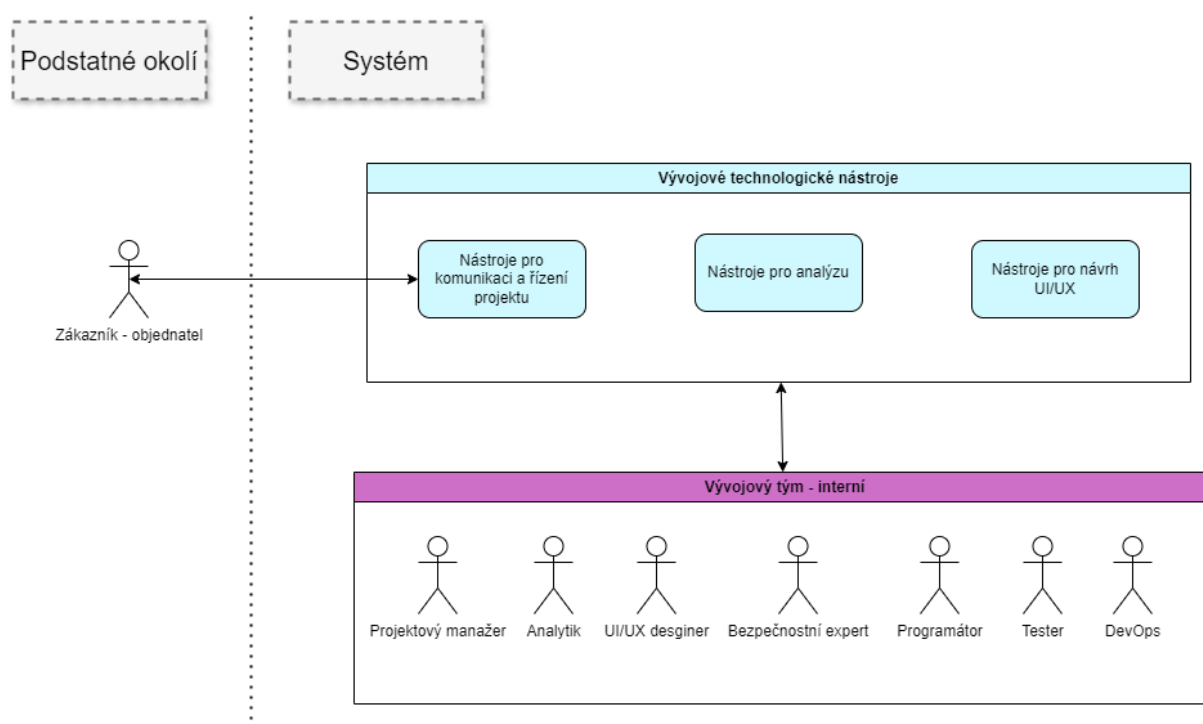 Podstatné okolí
Systém
Vývojové technologické nástroje
Nástroje pro
komunikaci a řízení
projektu
Nástroje pro analýzu
Nástroje pro návrh
UI/UX
Zákazník - objednatel
Vývojový tým - interní
Projektový manažer
Analytik
UI/UX desginer
Bezpečnostní expert
Programátor
Tester
DevOps